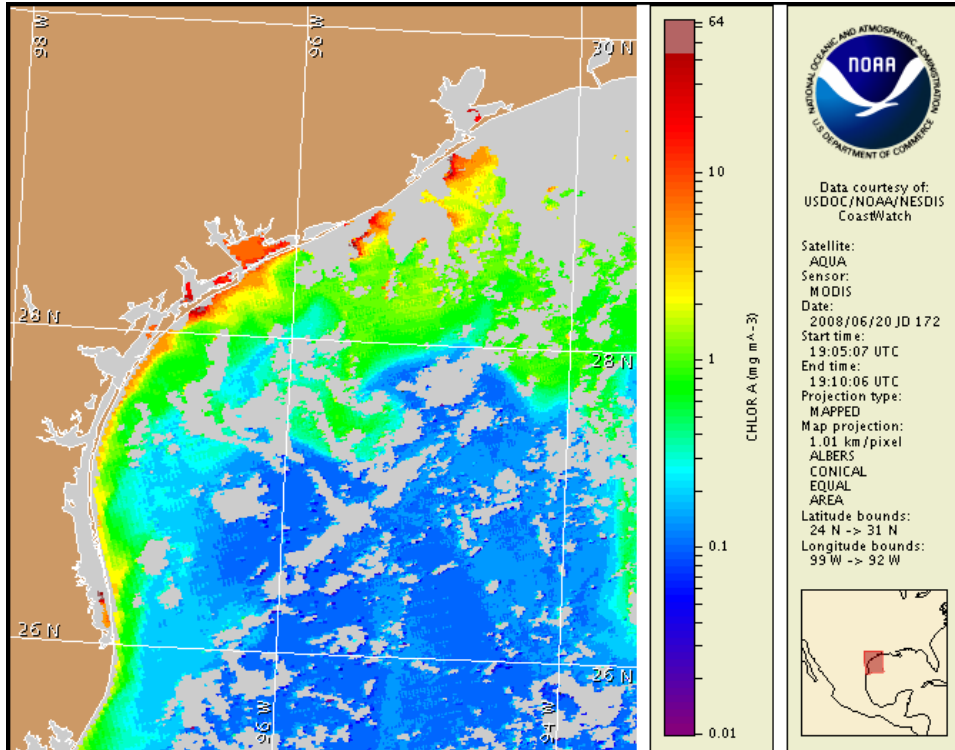 98 W
96 W
30 N
28 N
28 N
26 N
26 N
96 W
94 W
64
10
1
0.1
0.01
CHLOR A (mg m^-3)
NATIONAL OCEANIC AND ATMOSPHERIC ADMINISTRATION
NOAA
U.S. DEPARTMENT OF COMMERCE
Data courtesy of:
USDOC/NOAA/NESDIS
CoastWatch
Satellite:
AQUA
Sensor:
MODIS
Date:
2008/06/20 JD 172
Start time:
19:05:07 UTC
End time:
19:10:06 UTC
Projection type:
MAPPED
Map projection:
1.01 km/pixel
ALBERS
CONICAL
EQUAL
AREA
Latitude bounds:
24 N -> 31 N
Longitude bounds:
99 W -> 92 W